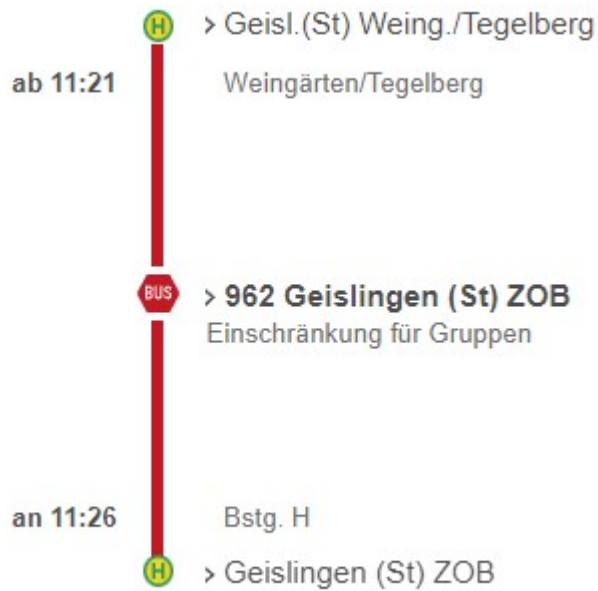 H > Geisl.(St) Weing./Tegelberg
ab 11:21 Weingärten/Tegelberg
BUS > 962 Geislingen (St) ZOB
Einschränkung für Gruppen
an 11:26 Bstg. H
H > Geislingen (St) ZOB